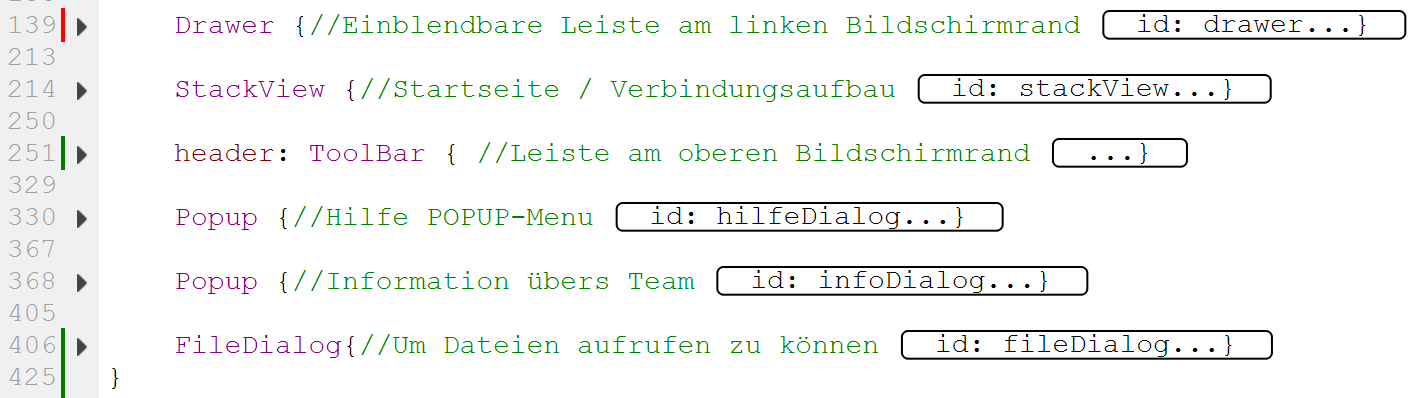 139 Drawer {//Einblendbare Leiste am linken Bildschirmrand id: drawer...}
213
214 StackView {//Startseite / Verbindungsaufbau id: stackView...}
250
251 header: ToolBar { //Leiste am oberen Bildschirmrand ...}
329
330 Popup {//Hilfe POPUP-Menu id: hilfeDialog...}
367
368 Popup {//Information übers Team id: infoDialog...}
405
406 FileDialog{//Um Dateien aufrufen zu können id: fileDialog...}
425 }